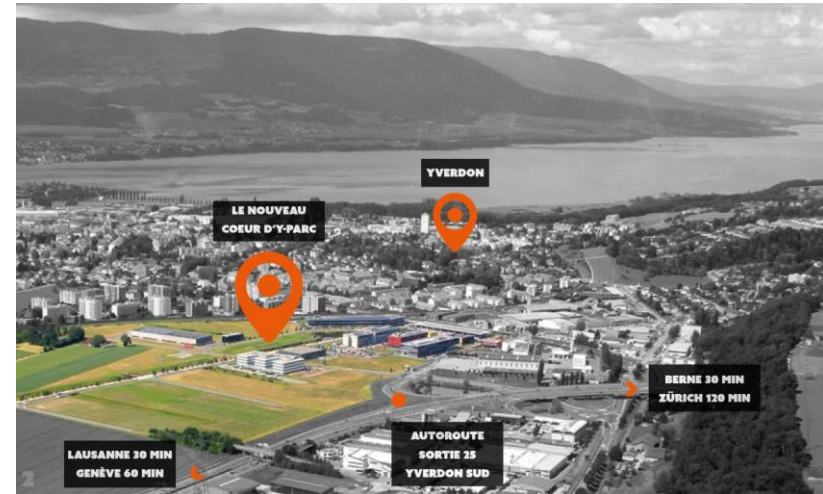 YVERDON
LE NOUVEAU
COEUR D'Y-PARC
BERNE 30 MIN
ZÜRICH 120 MIN
AUTOROUTE
SORTIE 25
YVERDON SUD
LAUSANNE 30 MIN
GENÈVE 60 MIN
2